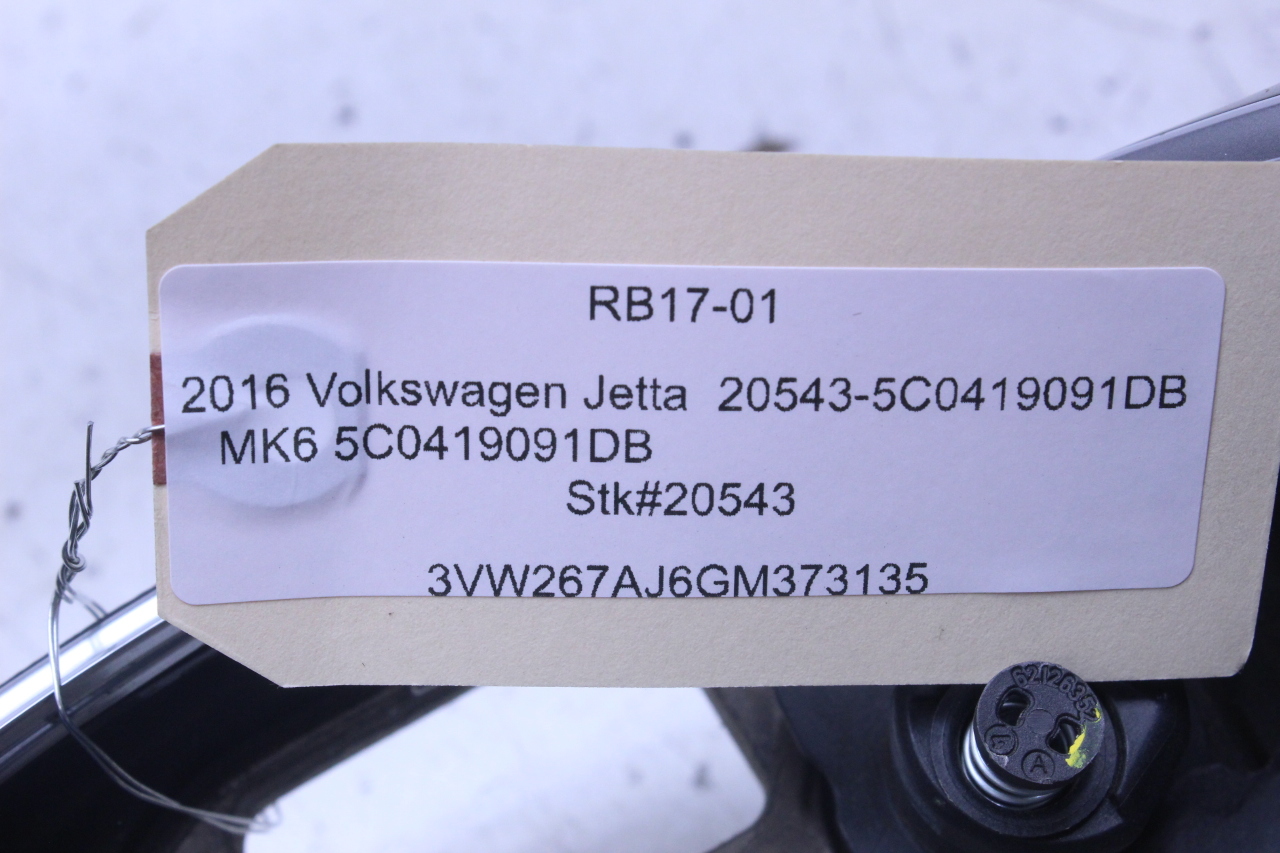 RB17-01
2016 Volkswagen Jetta 20543-5C0419091DB
MK6 5C0419091DB
Stk#20543
3VW267AJ6GM373135
A